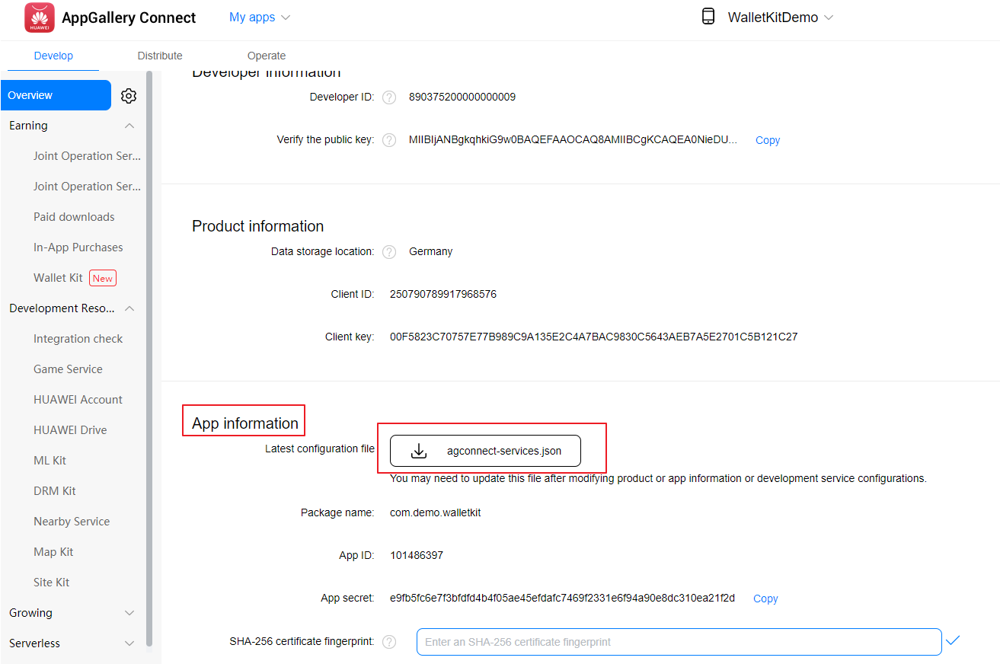 HUAWEI
AppGallery Connect
My apps
WalletKitDemo
Develop
Distribute
Operate
Overview
Earning
Joint Operation Ser...
Joint Operation Ser...
Paid downloads
In-App Purchases
Wallet Kit New
Development Reso...
Integration check
Game Service
HUAWEI Account
HUAWEI Drive
ML Kit
DRM Kit
Nearby Service
Map Kit
Site Kit
Growing
Serverless
Developer information
Developer ID: ? 890375200000000009
Verify the public key: ? MIIBIjANBgkqhkiG9w0BAQEFAAOCAQ8AMIIBCgKCAQEA0NieDU... Copy
Product information
Data storage location: ? Germany
Client ID: 250790789917968576
Client key: 00F5823C70757E77B989C9A135E2C4A7BAC9830C5643AEB7A5E2701C5B121C27
App information
Latest configuration file agconnect-services.json
You may need to update this file after modifying product or app information or development service configurations.
Package name: com.demo.walletkit
App ID: 101486397
App secret: e9fb5fc6e7f3bfdfd4b4f05ae45efdafc7469f2331e6f94a90e8dc310ea21f2d Copy
SHA-256 certificate fingerprint: ? Enter an SHA-256 certificate fingerprint